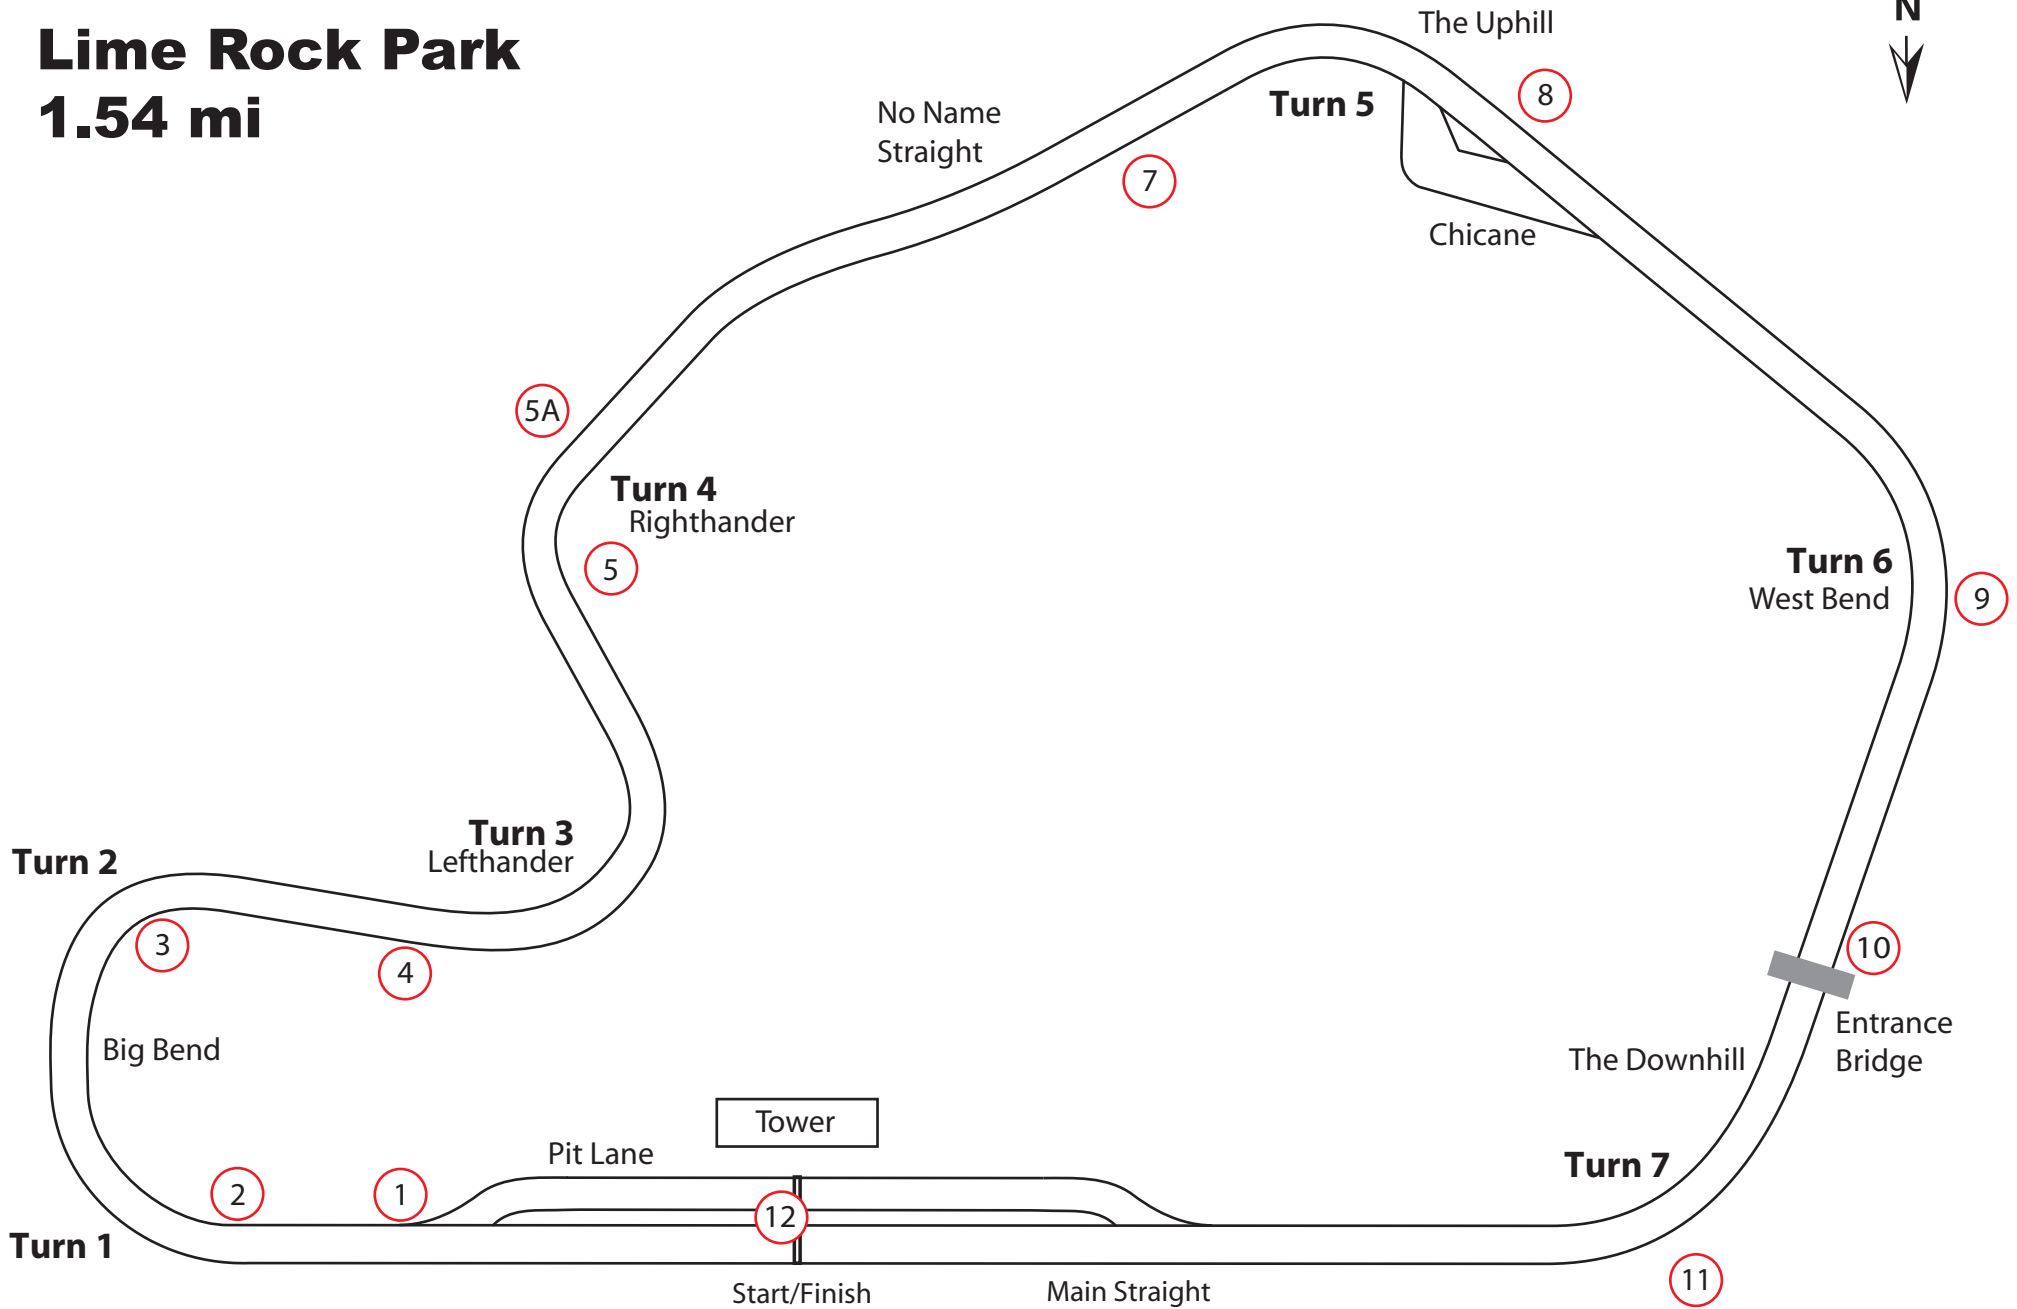 Lime Rock Park
1.54 mi
The Uphill
N
8
Turn 5
No Name
Straight
7
Chicane
5A
Turn 4
Righthander
5
Turn 6
West Bend
9
Turn 3
Lefthander
Turn 2
3
4
10
Entrance
Bridge
Big Bend
The Downhill
Tower
Pit Lane
Turn 7
2
1
12
Turn 1
Start/Finish
Main Straight
11